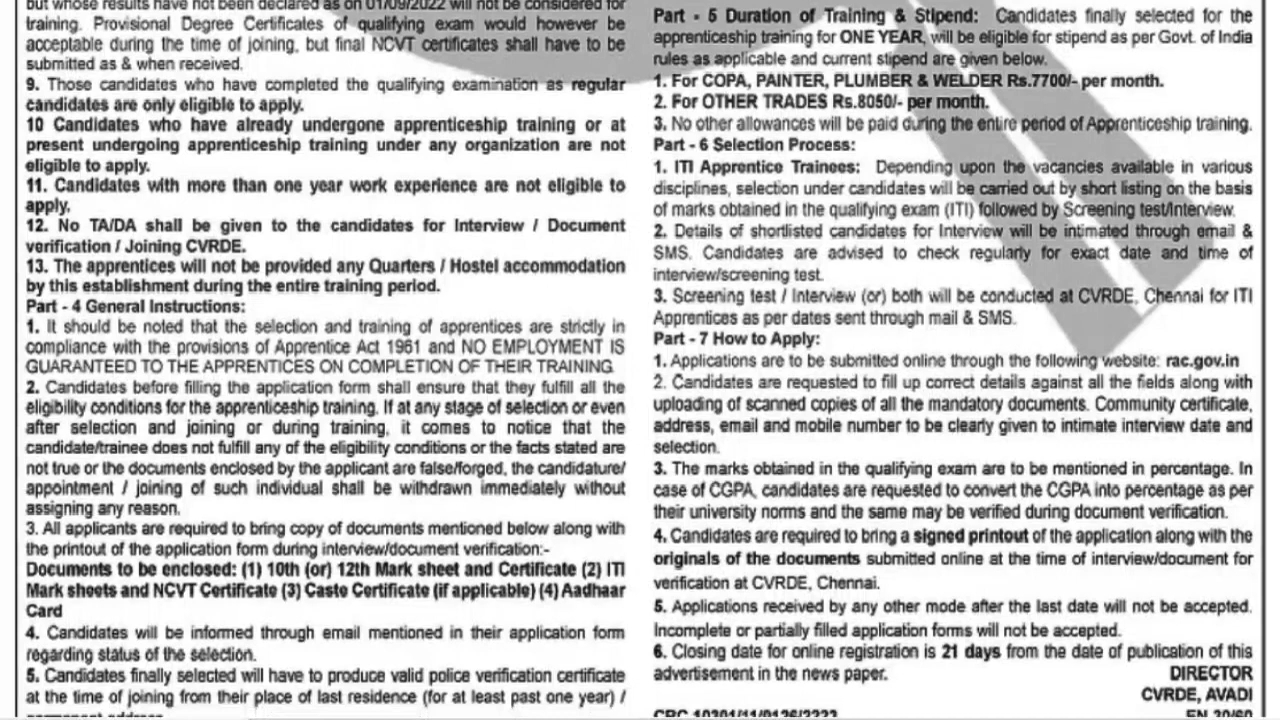 but whose results have not been declared as on 01/09/2022 will not be considered for
training. Provisional Degree Certificates of qualifying exam would however be
acceptable during the time of joining, but final NCVT certificates shall have to be
submitted as & when received.
9. Those candidates who have completed the qualifying examination as regular
candidates are only eligible to apply.
10 Candidates who have already undergone apprenticeship training or at
present undergoing apprenticeship training under any organization are not
eligible to apply.
11. Candidates with more than one year work experience are not eligible to
apply.
12. No TA/DA shall be given to the candidates for Interview / Document
verification / Joining CVRDE.
13. The apprentices will not be provided any Quarters / Hostel accommodation
by this establishment during the entire training period.
Part - 4 General Instructions:
1. It should be noted that the selection and training of apprentices are strictly in
compliance with the provisions of Apprentice Act 1961 and NO EMPLOYMENT IS
GUARANTEED TO THE APPRENTICES ON COMPLETION OF THEIR TRAINING.
2. Candidates before filling the application form shall ensure that they fulfill all the
eligibility conditions for the apprenticeship training. If at any stage of selection or even
after selection and joining or during training, it comes to notice that the
candidate/trainee does not fulfill any of the eligibility conditions or the facts stated are
not true or the documents enclosed by the applicant are false/forged, the candidature/
appointment / joining of such individual shall be withdrawn immediately without
assigning any reason.
3. All applicants are required to bring copy of documents mentioned below along with
the printout of the application form during interview/document verification:-
Documents to be enclosed: (1) 10th (or) 12th Mark sheet and Certificate (2) ITI
Mark sheets and NCVT Certificate (3) Caste Certificate (if applicable) (4) Aadhaar
Card
4. Candidates will be informed through email mentioned in their application form
regarding status of the selection.
5. Candidates finally selected will have to produce valid police verification certificate
at the time of joining from their place of last residence (for at least past one year) /
permanent address
Part - 5 Duration of Training & Stipend: Candidates finally selected for the
apprenticeship training for ONE YEAR, will be eligible for stipend as per Govt. of India
rules as applicable and current stipend are given below.
1. For COPA, PAINTER, PLUMBER & WELDER Rs.7700/- per month.
2. For OTHER TRADES Rs.8050/- per month.
3. No other allowances will be paid during the entire period of Apprenticeship training.
Part - 6 Selection Process:
1. ITI Apprentice Trainees: Depending upon the vacancies available in various
disciplines, selection under candidates will be carried out by short listing on the basis
of marks obtained in the qualifying exam (ITI) followed by Screening test/Interview.
2. Details of shortlisted candidates for Interview will be intimated through email &
SMS. Candidates are advised to check regularly for exact date and time of
interview/screening test.
3. Screening test / Interview (or) both will be conducted at CVRDE, Chennai for ITI
Apprentices as per dates sent through mail & SMS.
Part - 7 How to Apply:
1. Applications are to be submitted online through the following website: rac.gov.in
2. Candidates are requested to fill up correct details against all the fields along with
uploading of scanned copies of all the mandatory documents. Community certificate,
address, email and mobile number to be clearly given to intimate interview date and
selection.
3. The marks obtained in the qualifying exam are to be mentioned in percentage. In
case of CGPA, candidates are requested to convert the CGPA into percentage as per
their university norms and the same may be verified during document verification.
4. Candidates are required to bring a signed printout of the application along with the
originals of the documents submitted online at the time of interview/document for
verification at CVRDE, Chennai.
5. Applications received by any other mode after the last date will not be accepted.
Incomplete or partially filled application forms will not be accepted.
6. Closing date for online registration is 21 days from the date of publication of this
advertisement in the news paper.
DIRECTOR
CVRDE, AVADI
EN 20/60